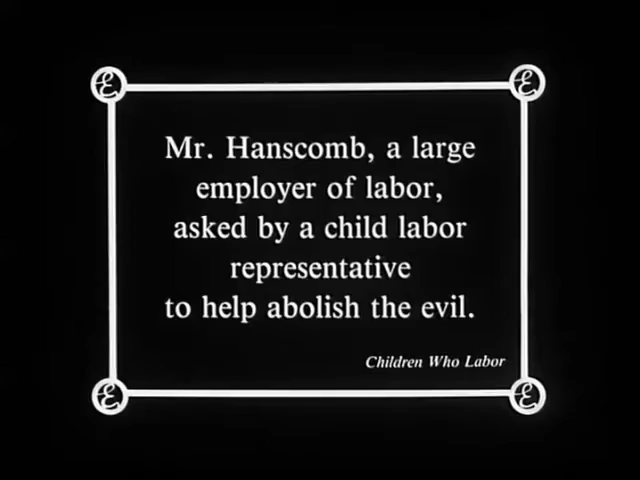 Mr. Hanscomb, a large
employer of labor,
asked by a child labor
representative
to help abolish the evil.
Children Who Labor